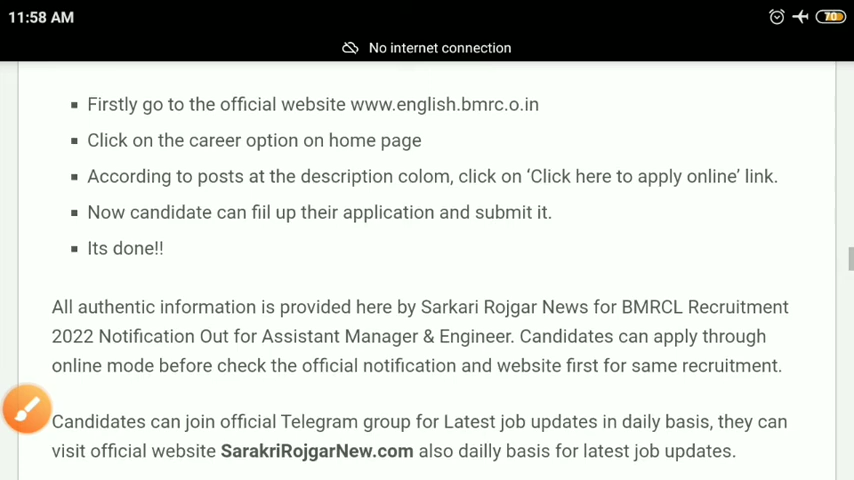 11:58 AM
70
No internet connection
Firstly go to the official website www.english.bmrc.o.in
Click on the career option on home page
According to posts at the description colom, click on ‘Click here to apply online’ link.
Now candidate can fiil up their application and submit it.
Its done!!
All authentic information is provided here by Sarkari Rojgar News for BMRCL Recruitment
2022 Notification Out for Assistant Manager & Engineer. Candidates can apply through
online mode before check the official notification and website first for same recruitment.
Candidates can join official Telegram group for Latest job updates in daily basis, they can
visit official website SarakriRojgarNew.com also dailly basis for latest job updates.